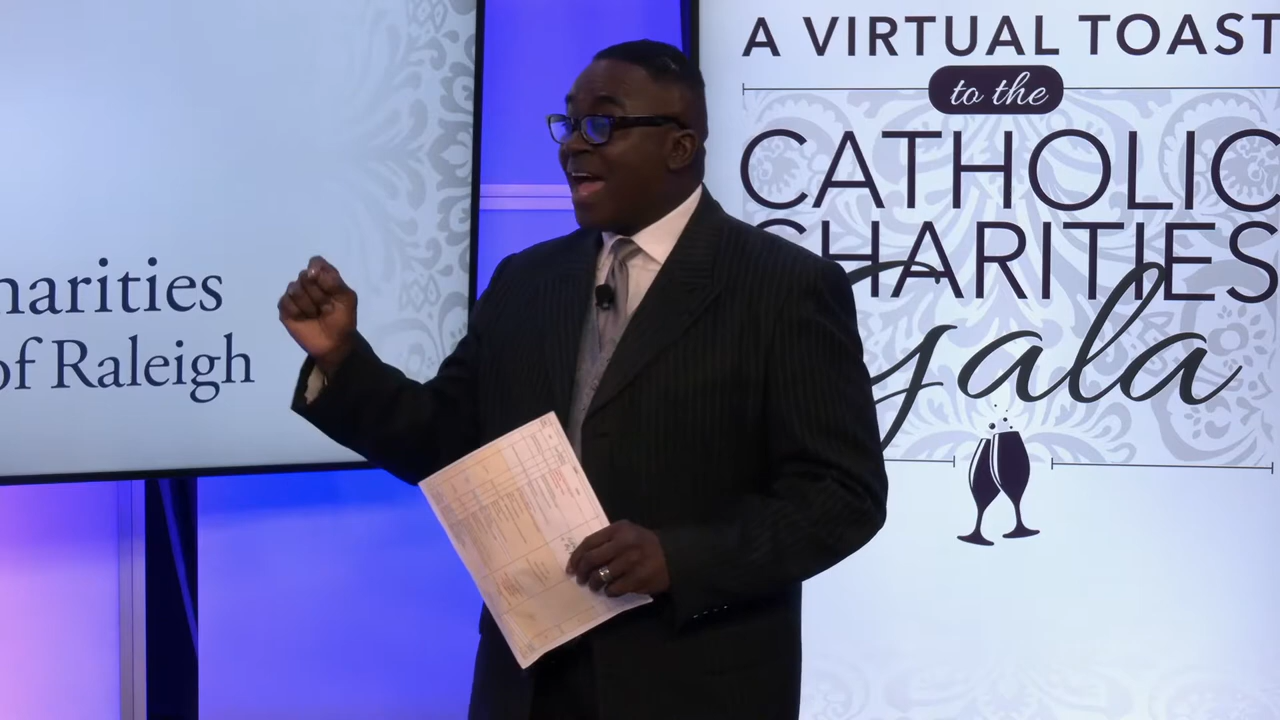 harities
of Raleigh
A VIRTUAL TOAST
to the
CATHOLIC
CHARITIES
Gala